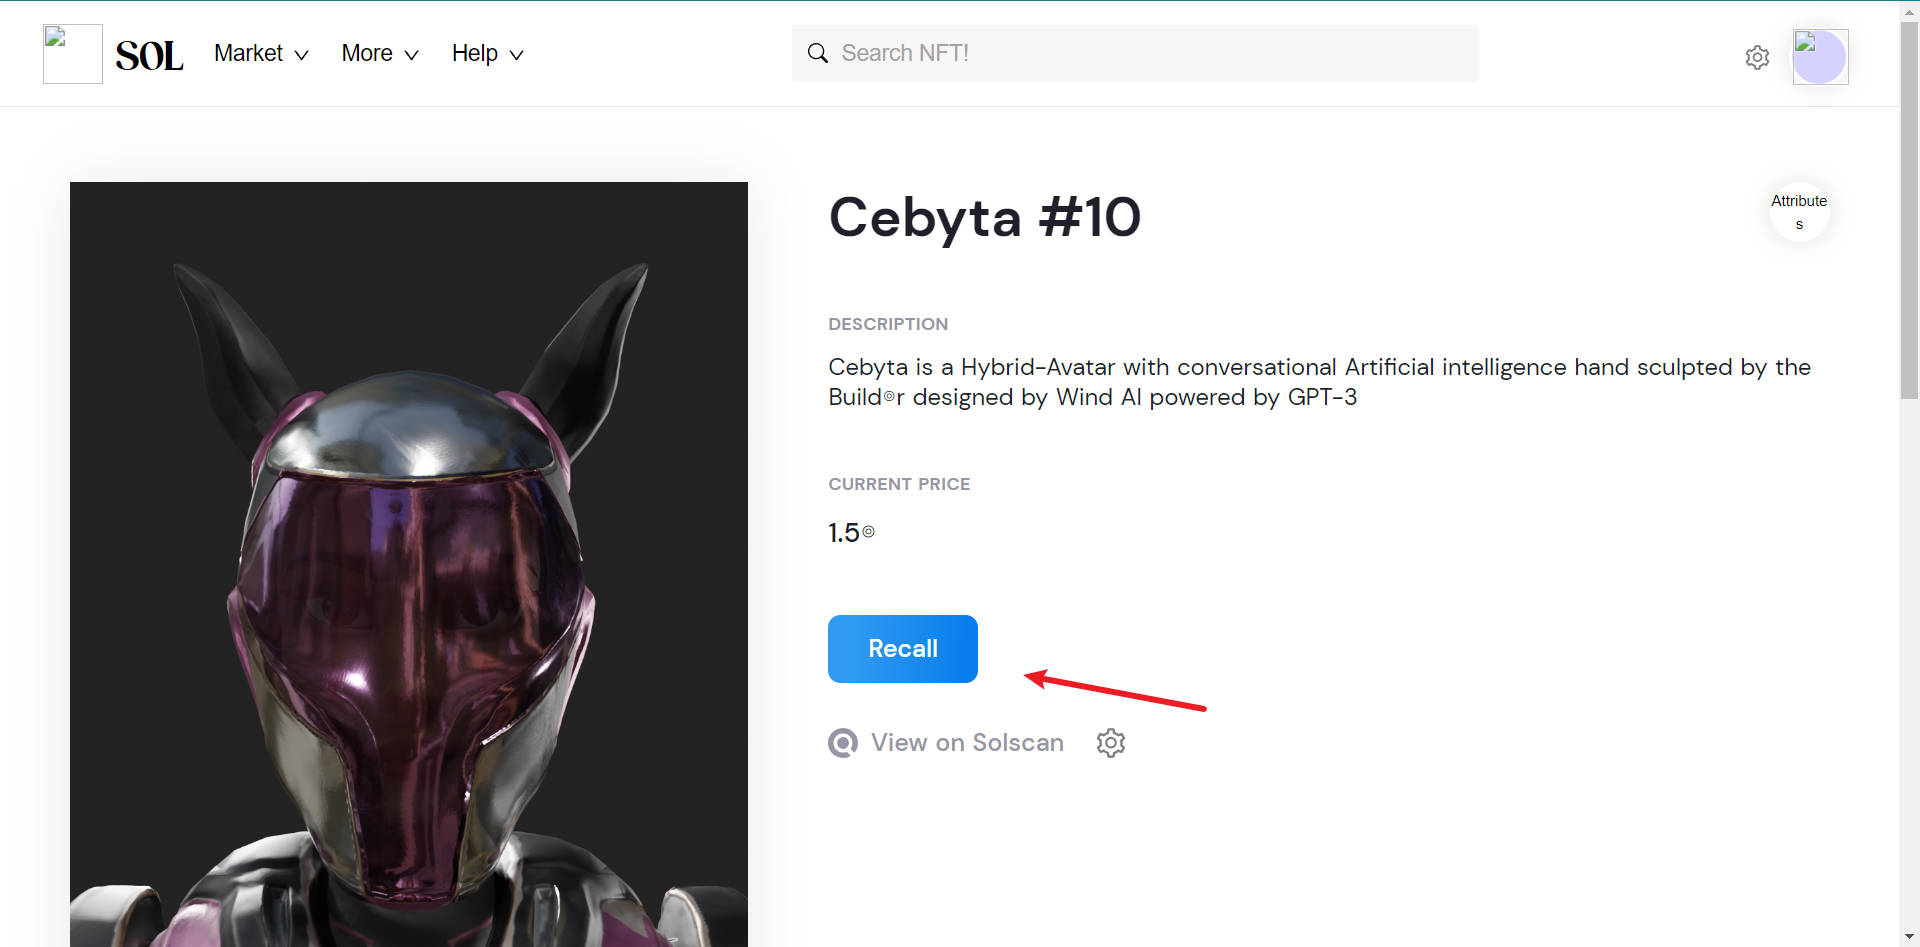 SOL
Market
More
Help
Search NFT!
Cebyta #10
Attribute
s
DESCRIPTION
Cebyta is a Hybrid-Avatar with conversational Artificial intelligence hand sculpted by the
Build◎r designed by Wind AI powered by GPT-3
CURRENT PRICE
1.5◎
Recall
View on Solscan